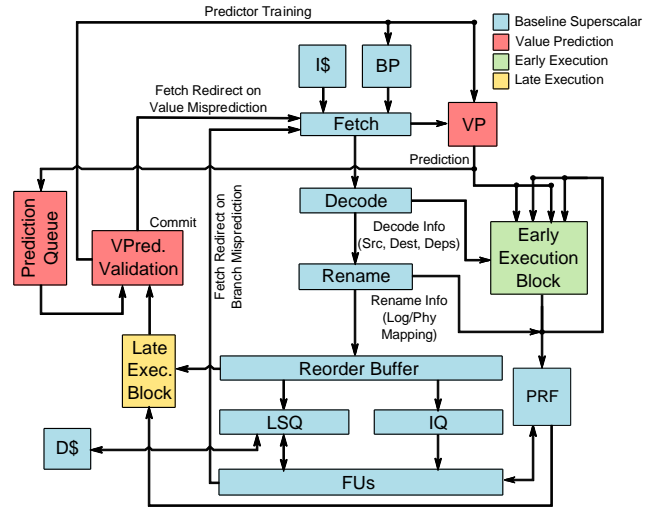 Predictor Training
Baseline Superscalar
Value Prediction
Early Execution
Late Execution
I$
BP
Fetch Redirect on
Value Misprediction
Fetch
VP
Prediction
Decode
Prediction
Queue
Commit
VPred.
Validation
Fetch Redirect on
Branch Misprediction
Decode Info
(Src, Dest, Deps)
Early
Execution
Block
Rename
Rename Info
(Log/Phy
Mapping)
Late
Exec.
Block
Reorder Buffer
PRF
LSQ
IQ
D$
FUs